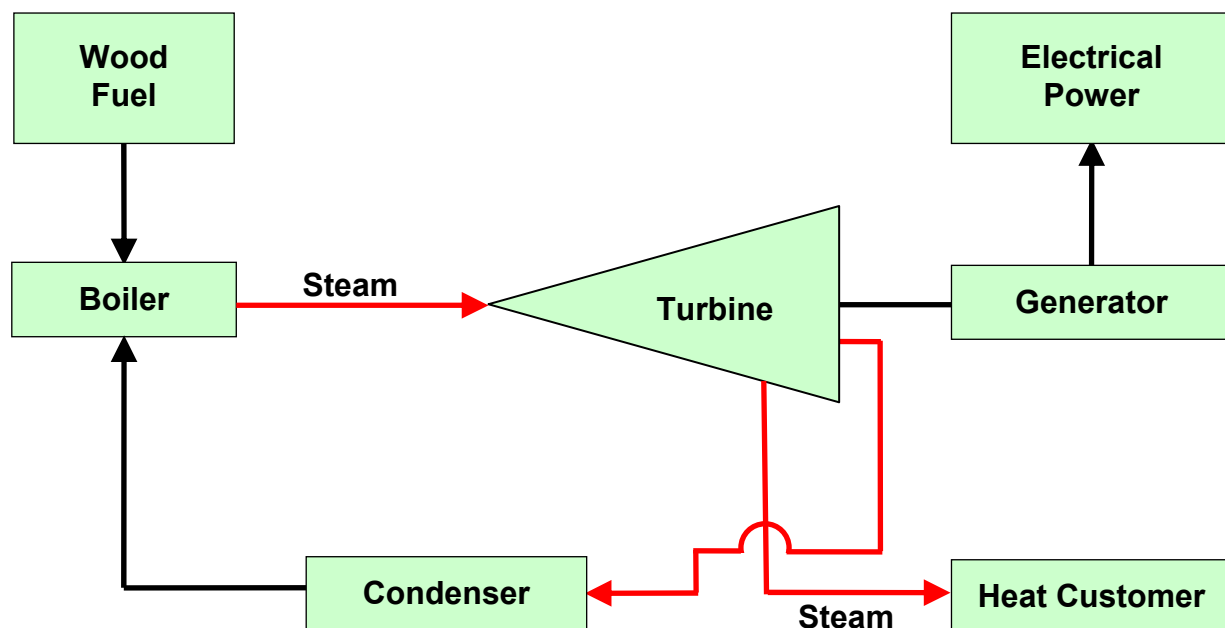 Wood
Fuel
Electrical
Power
Boiler
Steam
Turbine
Generator
Condenser
Steam
Heat Customer